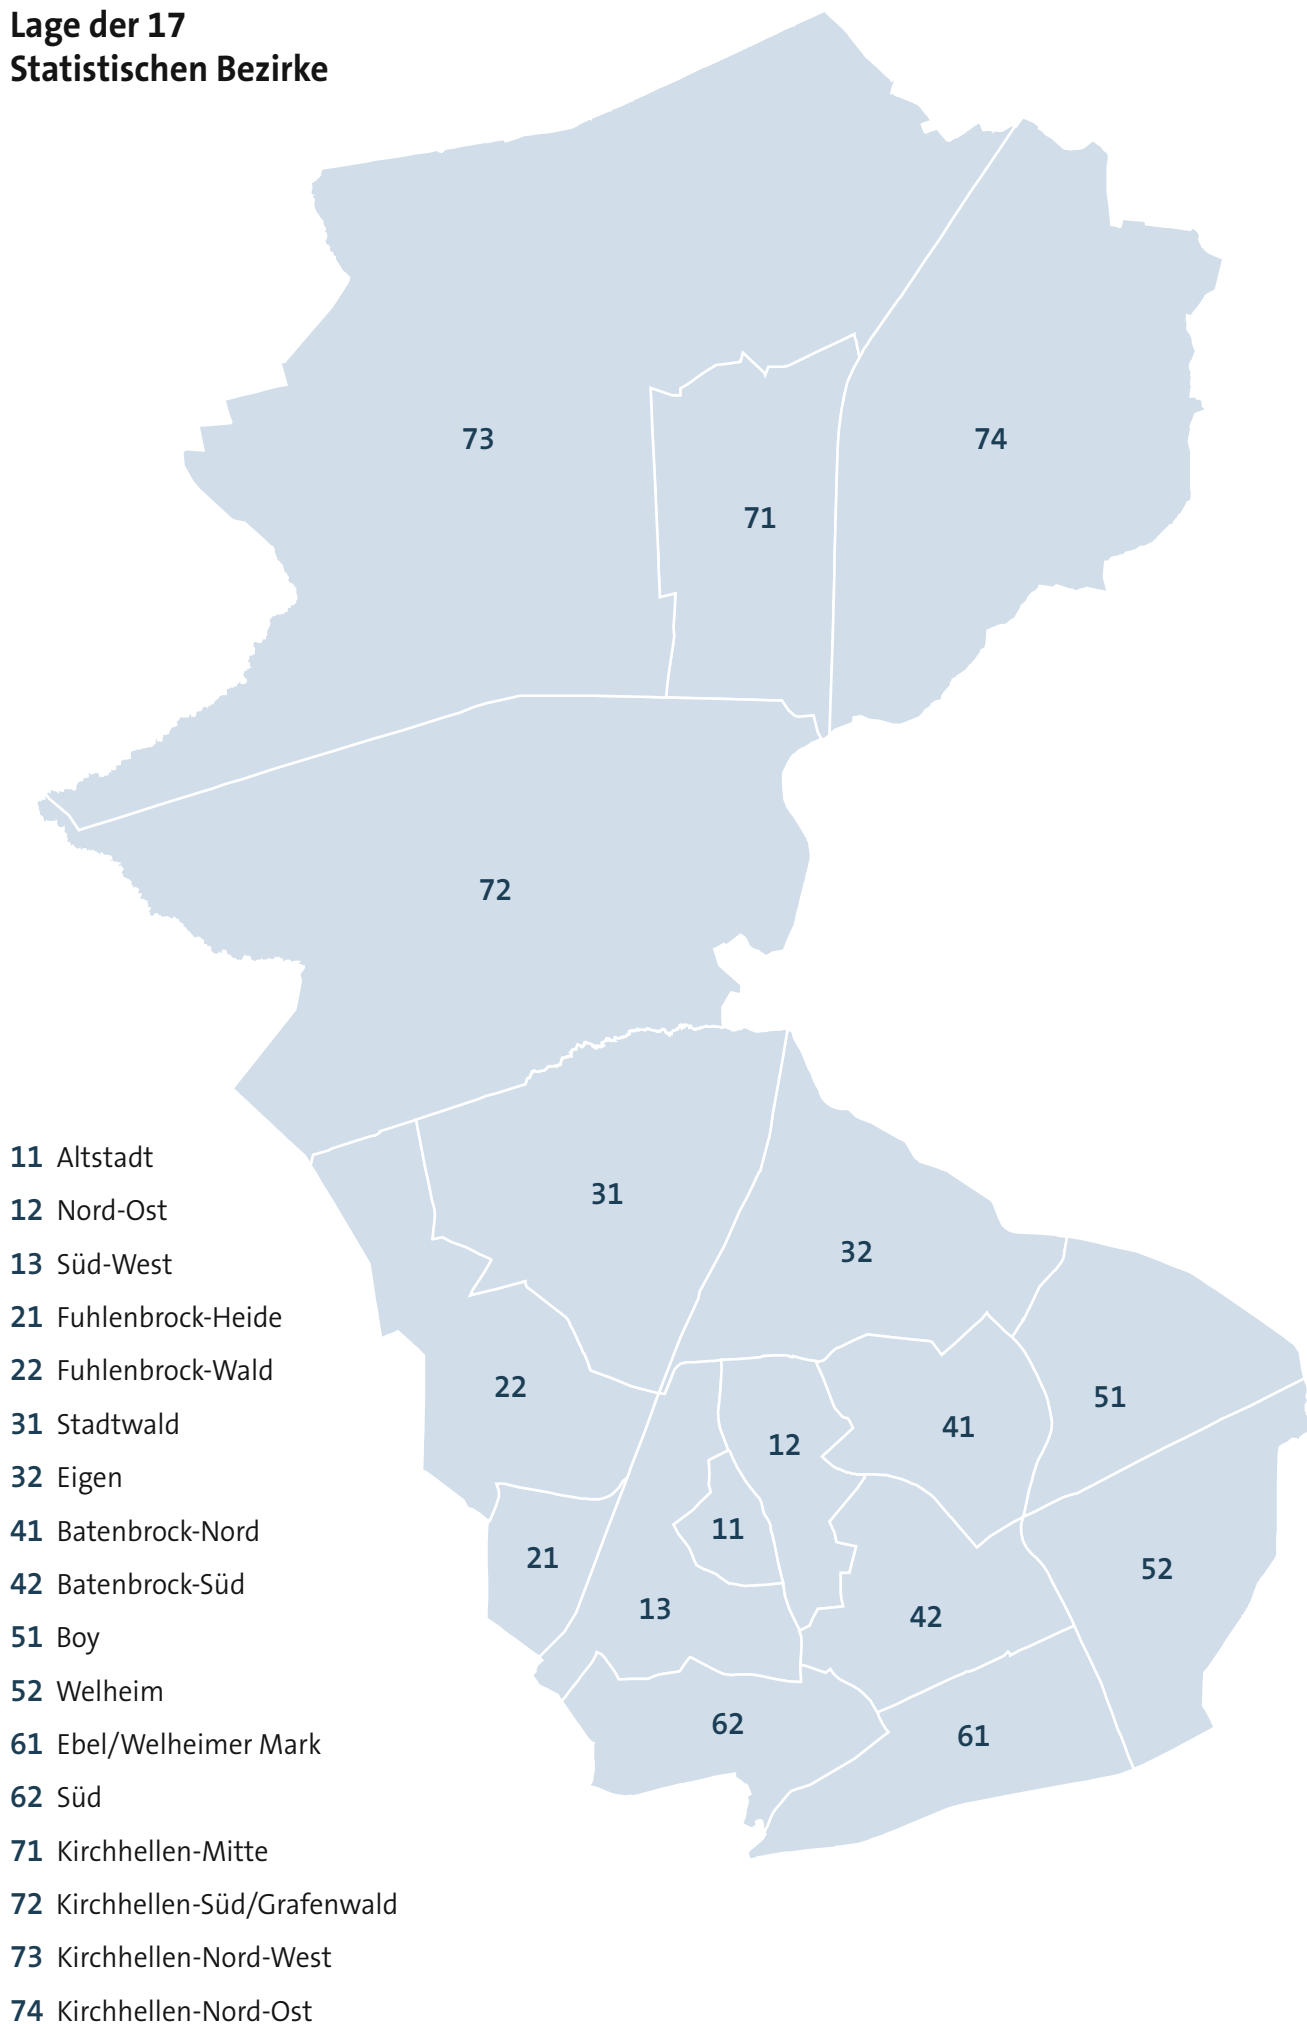 Lage der 17
Statistischen Bezirke
73
74
71
72
31
32
22
51
41
12
11
21
52
13
42
62
61
11 Altstadt
12 Nord-Ost
13 Süd-West
21 Fuhlenbrock-Heide
22 Fuhlenbrock-Wald
31 Stadtwald
32 Eigen
41 Batenbrock-Nord
42 Batenbrock-Süd
51 Boy
52 Welheim
61 Ebel/Welheimer Mark
62 Süd
71 Kirchhellen-Mitte
72 Kirchhellen-Süd/Grafenwald
73 Kirchhellen-Nord-West
74 Kirchhellen-Nord-Ost